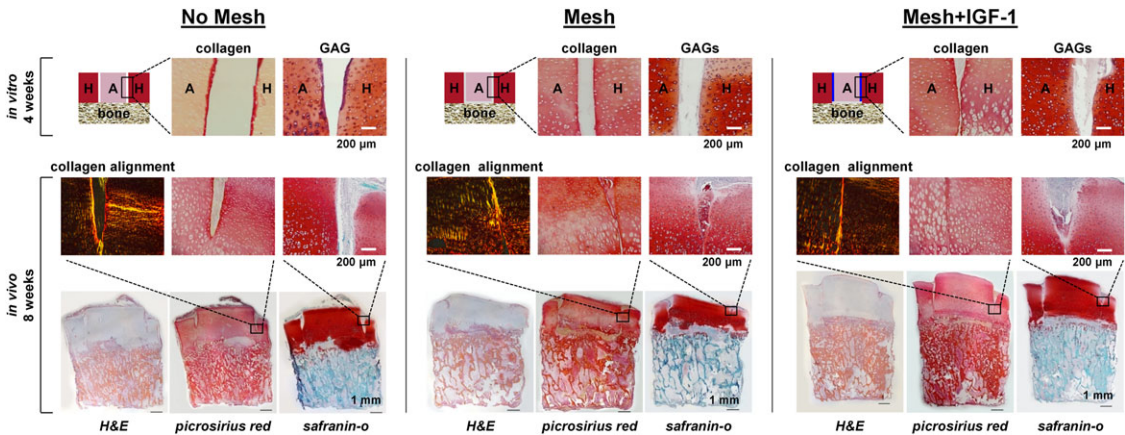 No Mesh
Mesh
Mesh+IGF-1
collagen GAG
collagen GAGs
collagen GAGs
in vitro
4 weeks
H A H
bone
A H
A H
200 µm
H A H
bone
A H
A H
200 µm
H A H
bone
A H
A H
200 µm
in vivo
8 weeks
collagen alignment
200 µm
collagen alignment
200 µm
collagen alignment
200 µm
1 mm
1 mm
1 mm
H&E picrosirius red safranin-o
H&E picrosirius red safranin-o
H&E picrosirius red safranin-o